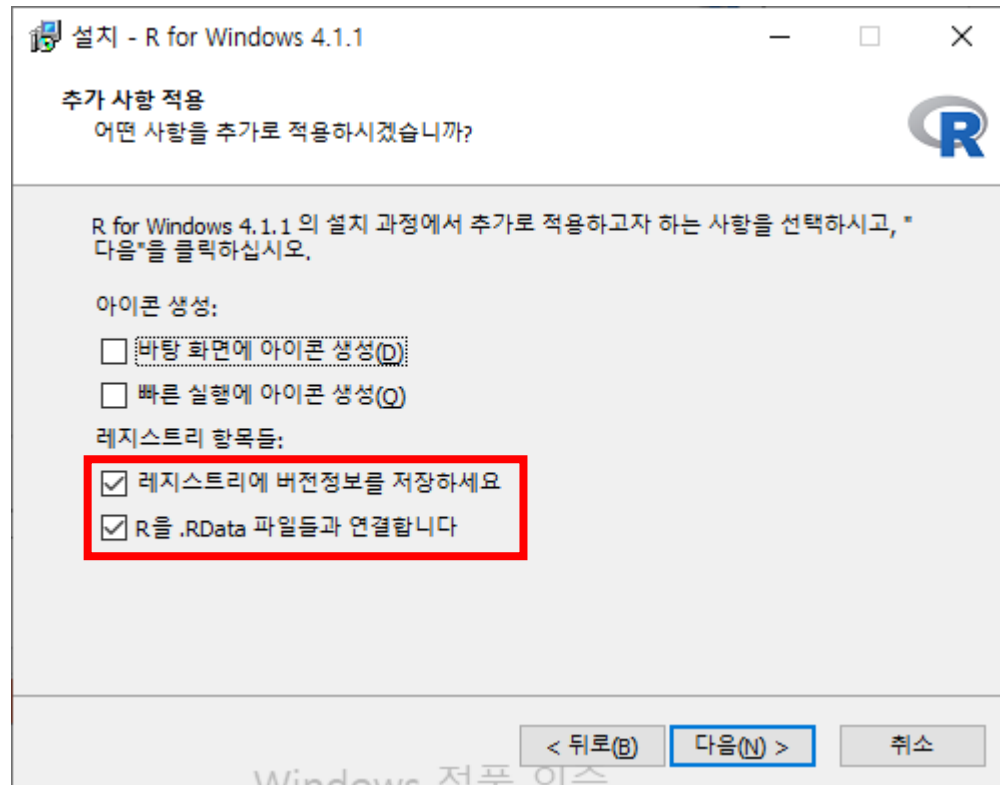 설치 - R for Windows 4.1.1
추가 사항 적용
어떤 사항을 추가로 적용하시겠습니까?
R
R for Windows 4.1.1 의 설치 과정에서 추가로 적용하고자 하는 사항을 선택하시고, "
다음"을 클릭하십시오.
아이콘 생성:
바탕 화면에 아이콘 생성(D)
빠른 실행에 아이콘 생성(Q)
레지스트리 항목들:
레지스트리에 버전정보를 저장하세요
R을 .RData 파일들과 연결합니다
< 뒤로(B) 다음(N) > 취소
Windows 정품 인증